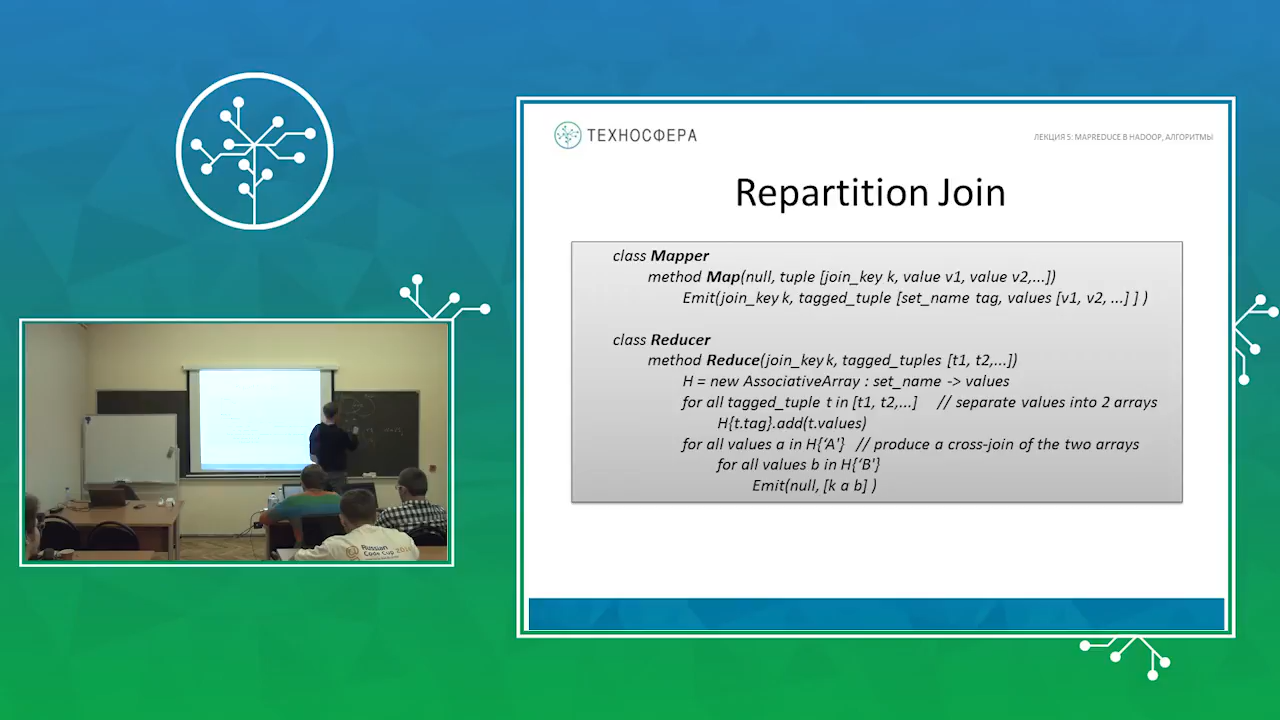 ТЕХНОСФЕРА
ЛЕКЦИЯ 5: MAPREDUCE В HADOOP, АЛГОРИТМЫ
Repartition Join
class Mapper
method Map(null, tuple [join_key k, value v1, value v2,...])
Emit(join_key k, tagged_tuple [set_name tag, values [v1, v2, ...] ] )
class Reducer
method Reduce(join_key k, tagged_tuples [t1, t2,...])
H = new AssociativeArray : set_name -> values
for all tagged_tuple t in [t1, t2,...] // separate values into 2 arrays
H{t.tag}.add(t.values)
for all values a in H{‘A'} // produce a cross-join of the two arrays
for all values b in H{‘B'}
Emit(null, [k a b] )
Russian
Code Cup